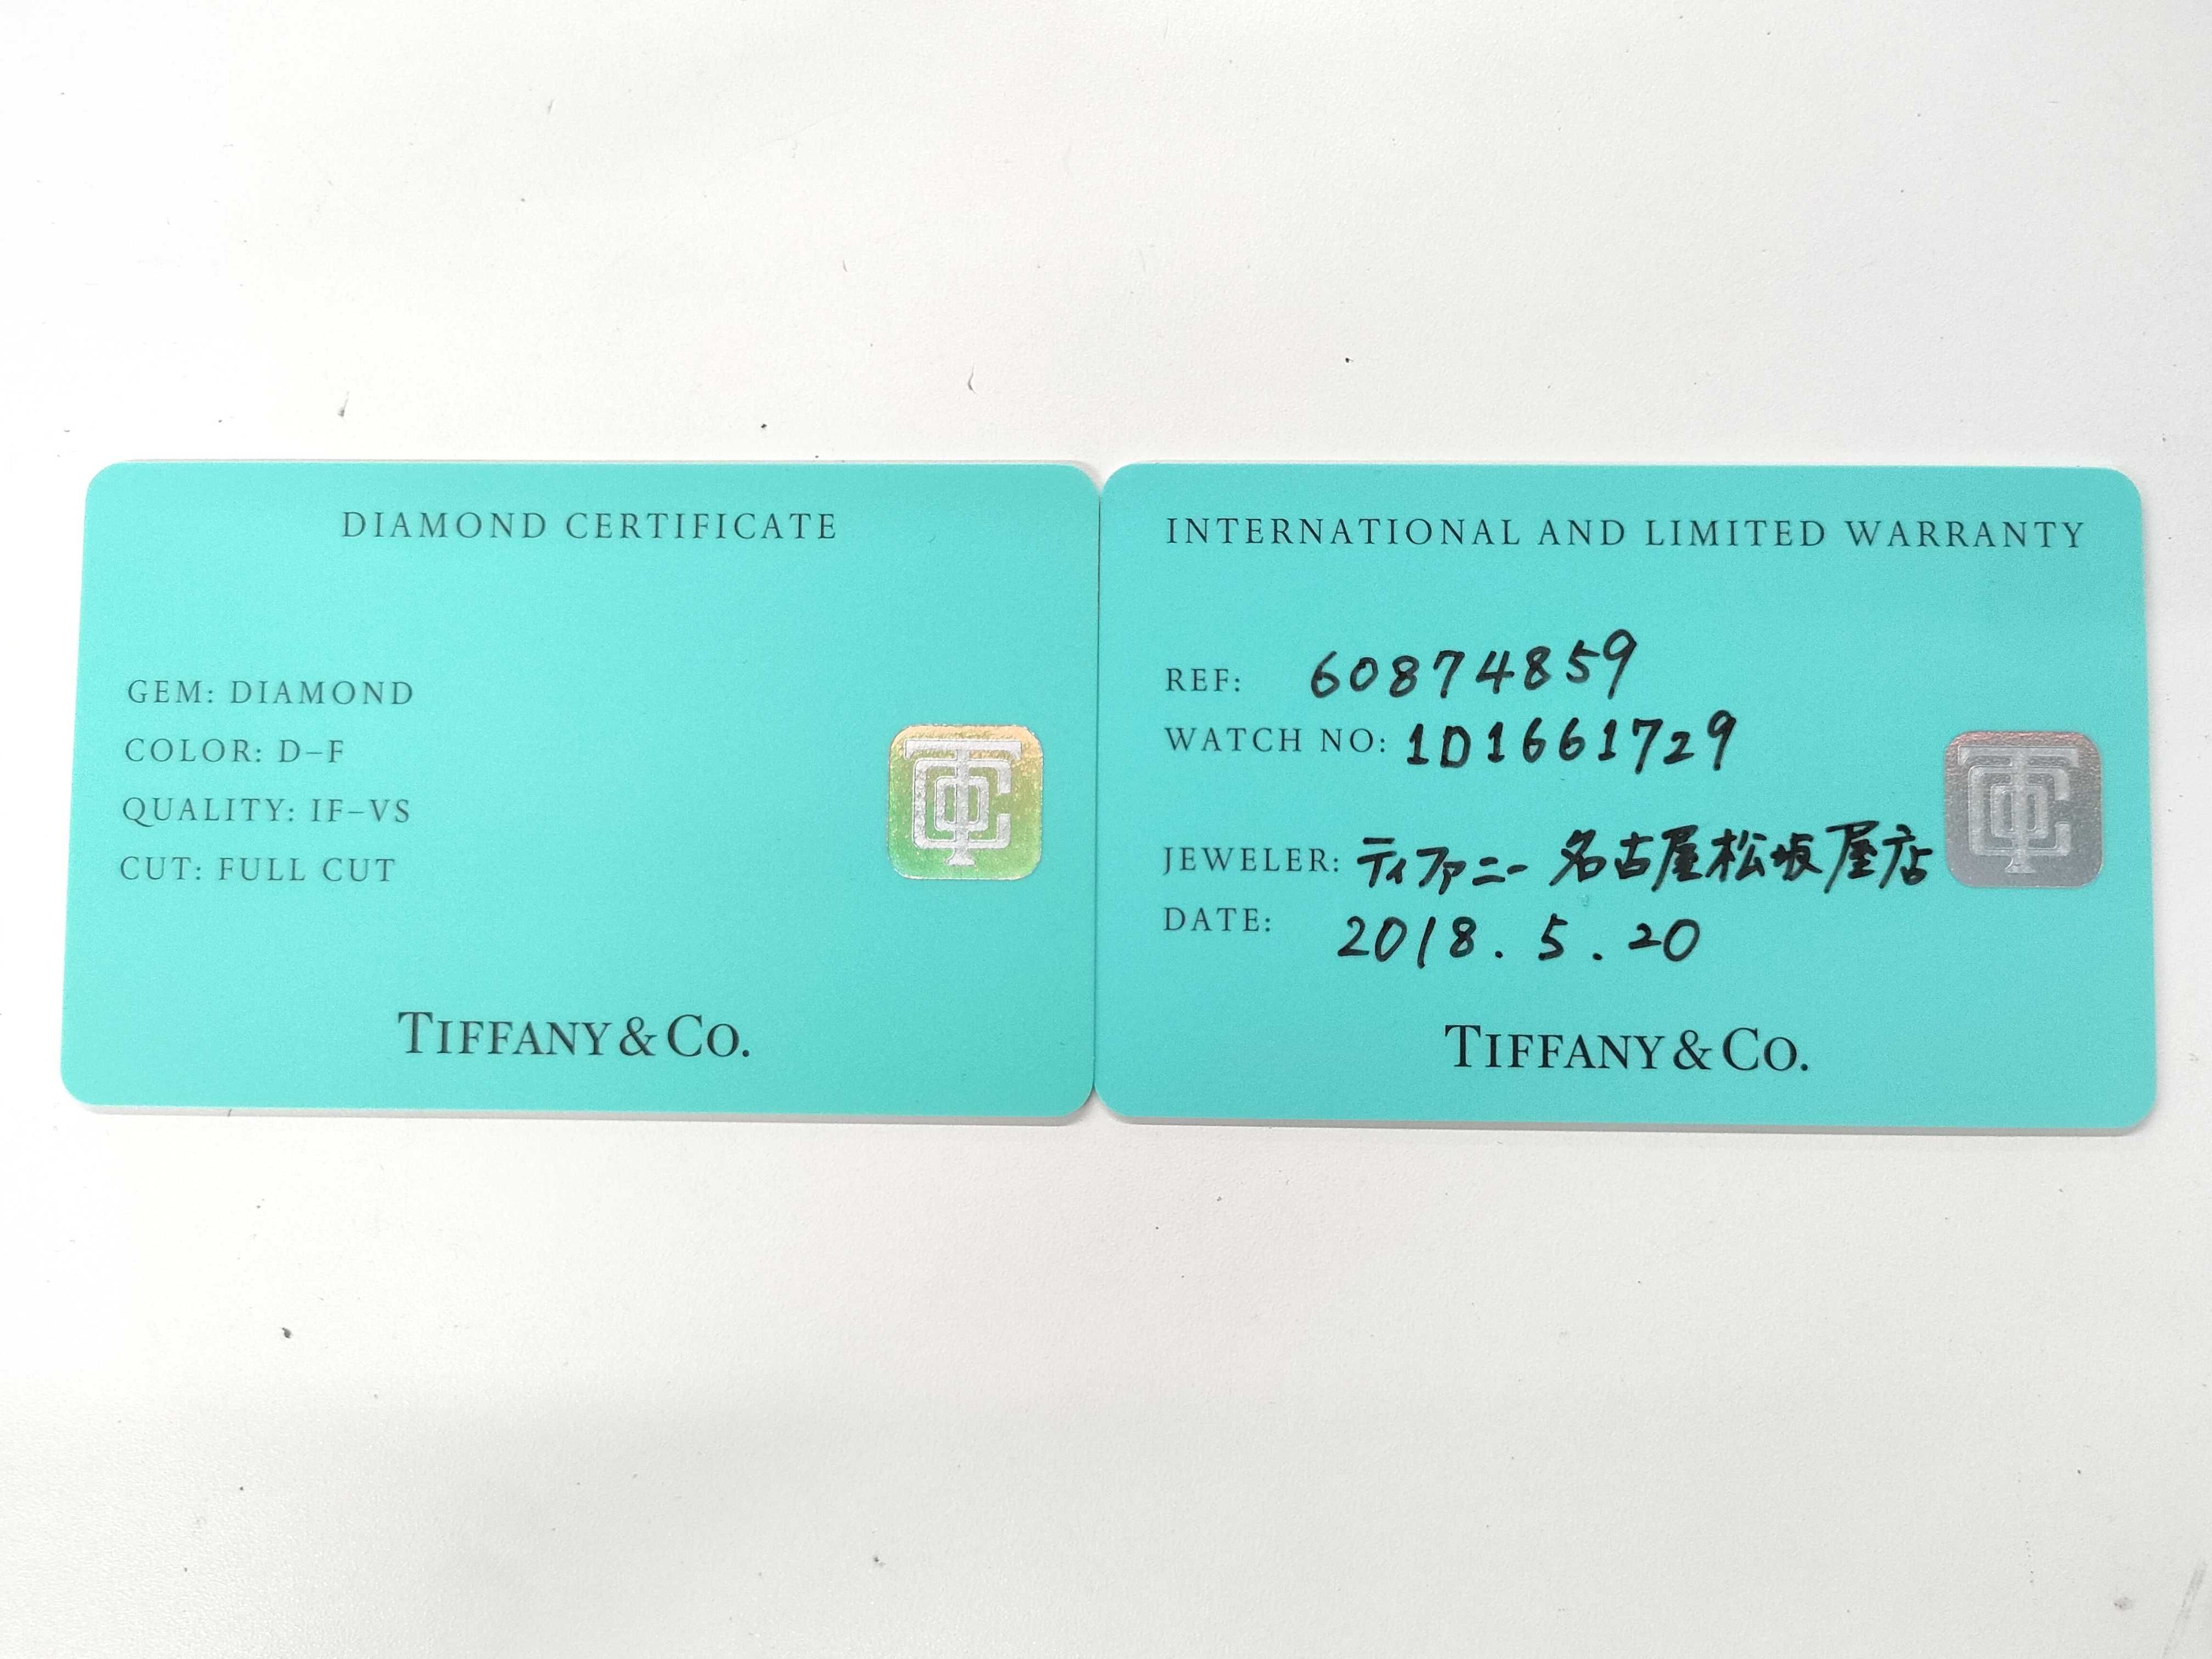 DIAMOND CERTIFICATE
GEM: DIAMOND
COLOR: D–F
QUALITY: IF–VS
CUT: FULL CUT
TIFFANY & CO.
INTERNATIONAL AND LIMITED WARRANTY
REF: 60874859
WATCH NO: 1D1661729
JEWELER: ティファニー 名古屋松坂屋店
DATE: 2018.5.20
TIFFANY & CO.